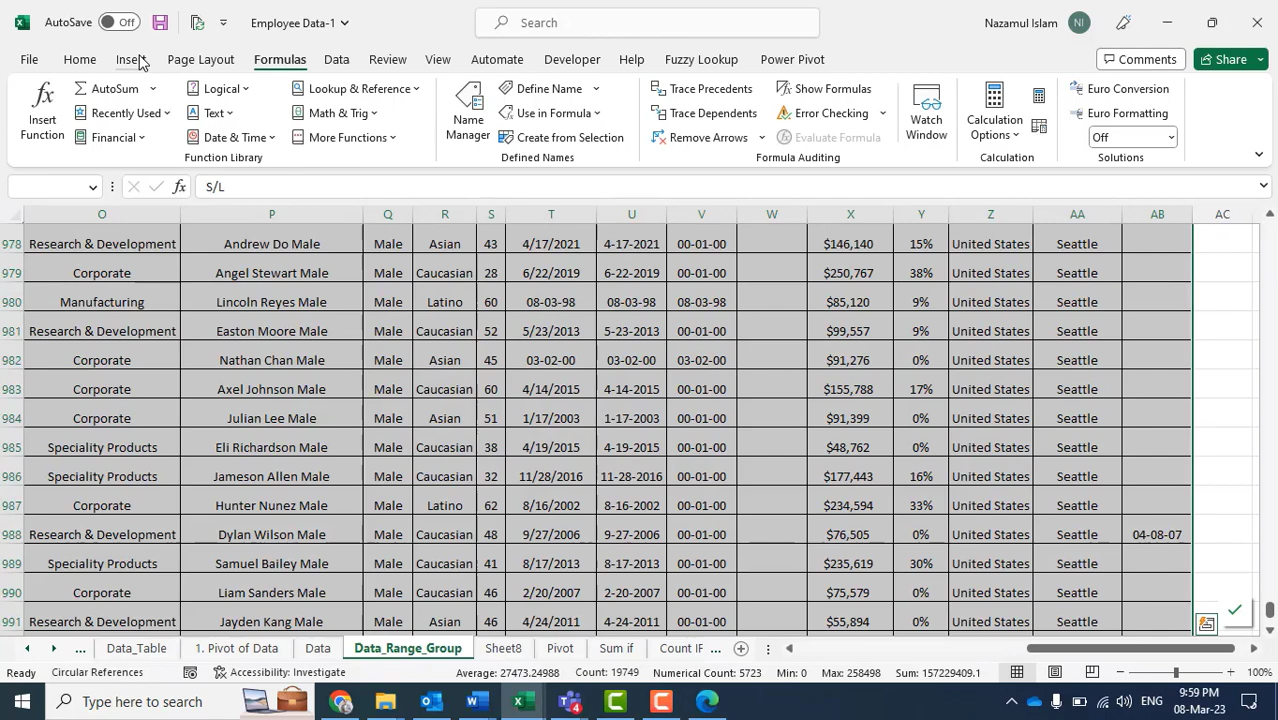 AutoSave Off Employee Data-1 Search Nazamul Islam NI
File Home Insert Page Layout Formulas Data Review View Automate Developer Help Fuzzy Lookup Power Pivot Comments Share
AutoSum Logical Lookup & Reference Define Name Trace Precedents Show Formulas Euro Conversion
Insert Function Recently Used Text Math & Trig Name Manager Use in Formula Trace Dependents Error Checking Watch Window Calculation Options Euro Formatting
Financial Date & Time More Functions Create from Selection Remove Arrows Evaluate Formula Off
Function Library Defined Names Formula Auditing Calculation Solutions
fx S/L
O P Q R S T U V W X Y Z AA AB AC
978 Research & Development Andrew Do Male Male Asian 43 4/17/2021 4-17-2021 00-01-00 $146,140 15% United States Seattle
979 Corporate Angel Stewart Male Male Caucasian 28 6/22/2019 6-22-2019 00-01-00 $250,767 38% United States Seattle
980 Manufacturing Lincoln Reyes Male Male Latino 60 08-03-98 08-03-98 08-03-98 $85,120 9% United States Seattle
981 Research & Development Easton Moore Male Male Caucasian 52 5/23/2013 5-23-2013 00-01-00 $99,557 9% United States Seattle
982 Corporate Nathan Chan Male Male Asian 45 03-02-00 03-02-00 03-02-00 $91,276 0% United States Seattle
983 Corporate Axel Johnson Male Male Caucasian 60 4/14/2015 4-14-2015 00-01-00 $155,788 17% United States Seattle
984 Corporate Julian Lee Male Male Asian 51 1/17/2003 1-17-2003 00-01-00 $91,399 0% United States Seattle
985 Speciality Products Eli Richardson Male Male Caucasian 38 4/19/2015 4-19-2015 00-01-00 $48,762 0% United States Seattle
986 Speciality Products Jameson Allen Male Male Caucasian 32 11/28/2016 11-28-2016 00-01-00 $177,443 16% United States Seattle
987 Corporate Hunter Nunez Male Male Latino 62 8/16/2002 8-16-2002 00-01-00 $234,594 33% United States Seattle
988 Research & Development Dylan Wilson Male Male Caucasian 48 9/27/2006 9-27-2006 00-01-00 $76,505 0% United States Seattle 04-08-07
989 Speciality Products Samuel Bailey Male Male Caucasian 41 8/17/2013 8-17-2013 00-01-00 $235,619 30% United States Seattle
990 Corporate Liam Sanders Male Male Caucasian 46 2/20/2007 2-20-2007 00-01-00 $75,579 0% United States Seattle
991 Research & Development Jayden Kang Male Male Asian 46 4/24/2011 4-24-2011 00-01-00 $55,894 0% United States Seattle
... Data_Table 1. Pivot of Data Data Data_Range_Group Sheet8 Pivot Sum if Count IF ...
Ready Circular References Accessibility: Investigate Average: 27473.24988 Count: 19749 Numerical Count: 5723 Min: 0 Max: 258498 Sum: 157229409.1 100%
Type here to search 4 ENG 9:59 PM
08-Mar-23